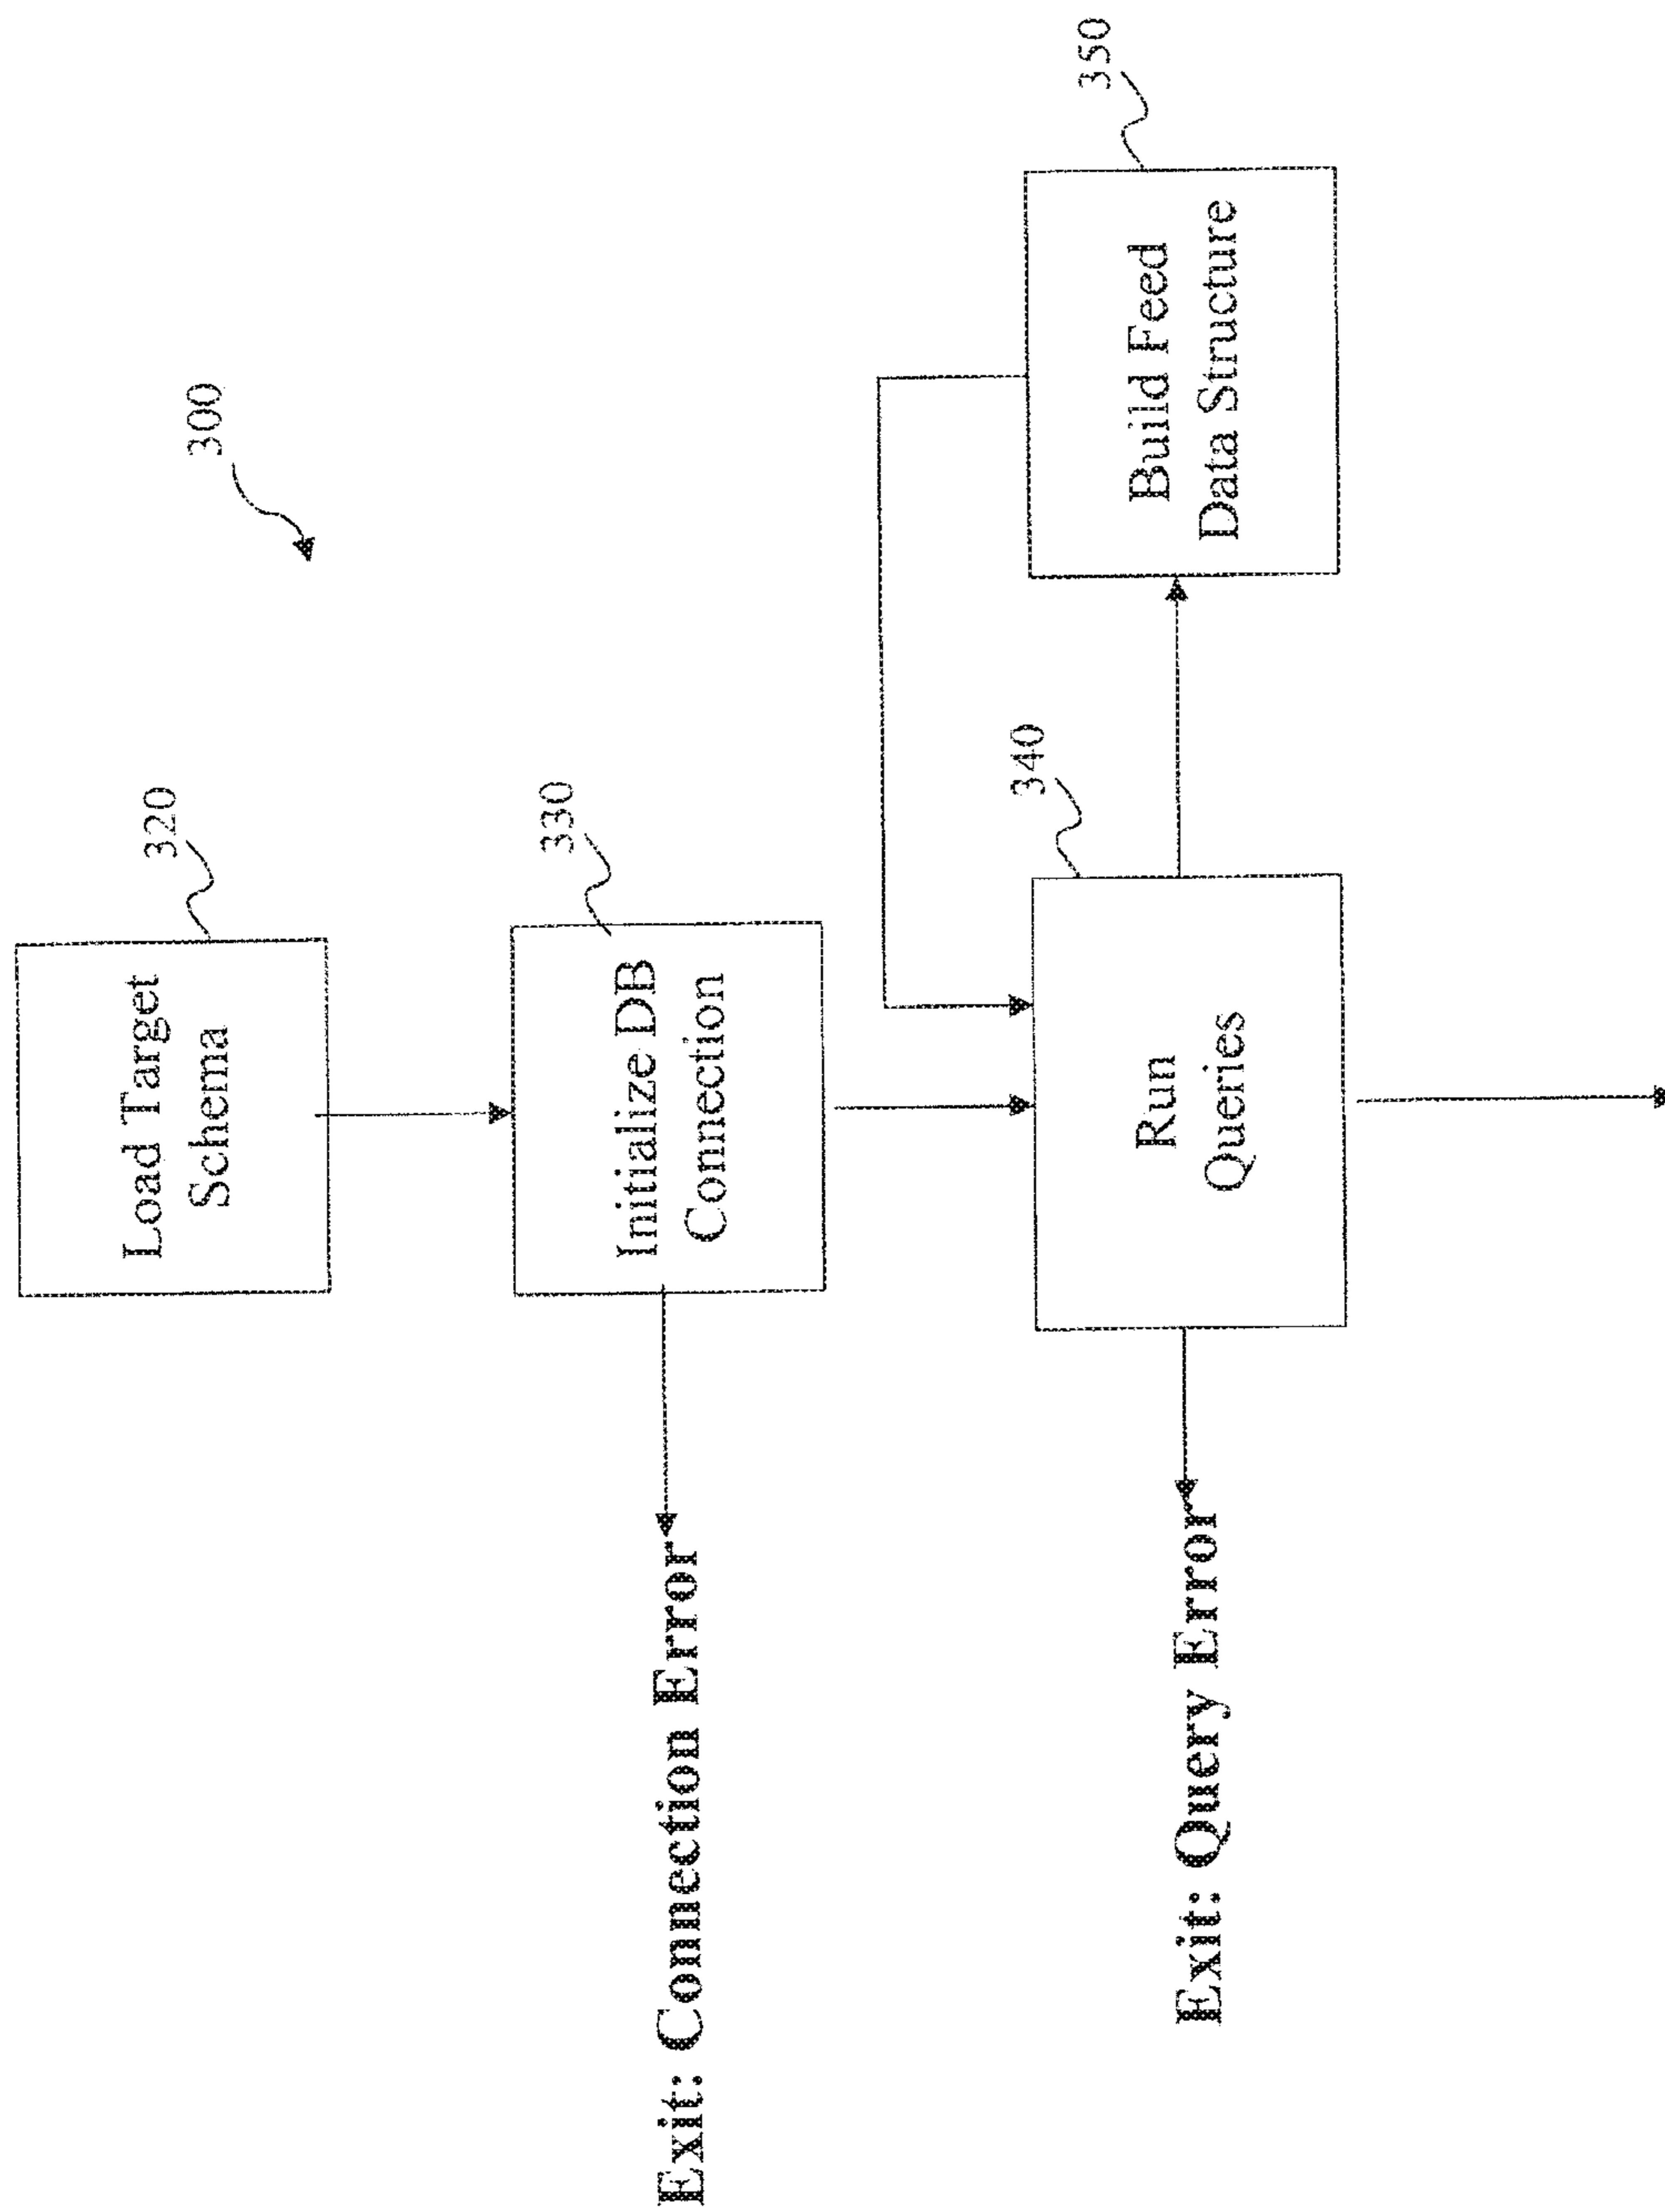 300
320
Load Target
Schema
330
Initialize DB
Connection
Exit: Connection Error
340
Run
Queries
Exit: Query Error
350
Build Feed
Data Structure